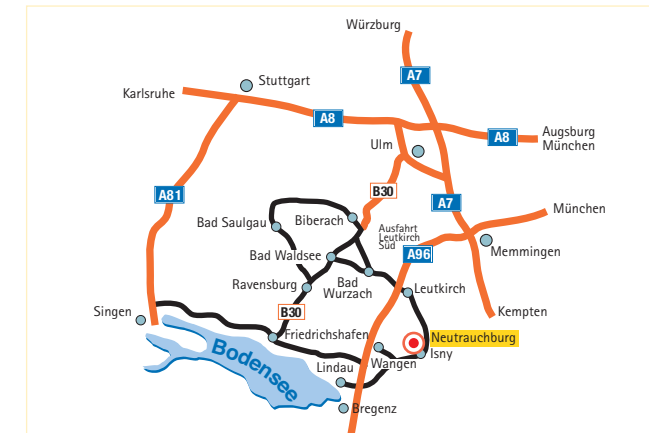 Würzburg
A7
Stuttgart
Karlsruhe
A8
A8
Augsburg
München
Ulm
A81
B30
A7
München
Biberach
Bad Saulgau
Ausfahrt
Leutkirch
Süd
A96
Memmingen
Bad Waldsee
Bad
Wurzach
Ravensburg
Leutkirch
B30
Singen
Kempten
Friedrichshafen
Neutrauchburg
Isny
Bodensee
Wangen
Lindau
Bregenz